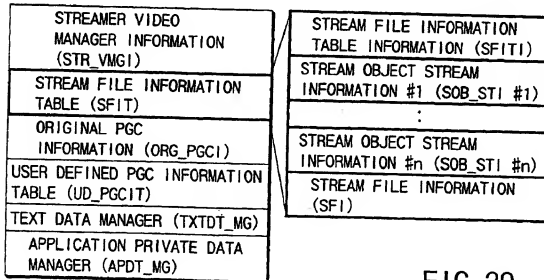 STREAMER VIDEO
MANAGER INFORMATION
(STR_VMGI)
STREAM FILE INFORMATION
TABLE (SFIT)
ORIGINAL PGC
INFORMATION (ORG_PGCI)
USER DEFINED PGC INFORMATION
TABLE (UD_PGCIT)
TEXT DATA MANAGER (TXTDT_MG)
APPLICATION PRIVATE DATA
MANAGER (APDT_MG)
STREAM FILE INFORMATION
TABLE INFORMATION (SFITI)
STREAM OBJECT STREAM
INFORMATION #1 (SOB_STI #1)
:
STREAM OBJECT STREAM
INFORMATION #n (SOB_STI #n)
STREAM FILE INFORMATION
(SFI)